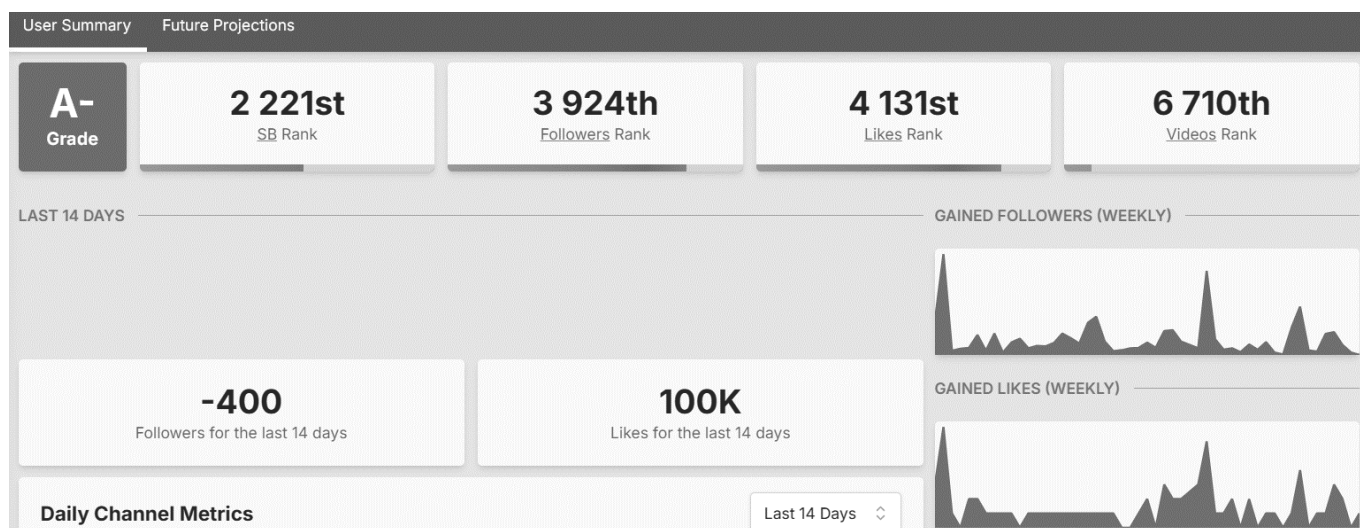 User Summary Future Projections
A-
Grade
2 221st
SB Rank
3 924th
Followers Rank
4 131st
Likes Rank
6 710th
Videos Rank
LAST 14 DAYS
-400
Followers for the last 14 days
100K
Likes for the last 14 days
Daily Channel Metrics
Last 14 Days
GAINED FOLLOWERS (WEEKLY)
GAINED LIKES (WEEKLY)